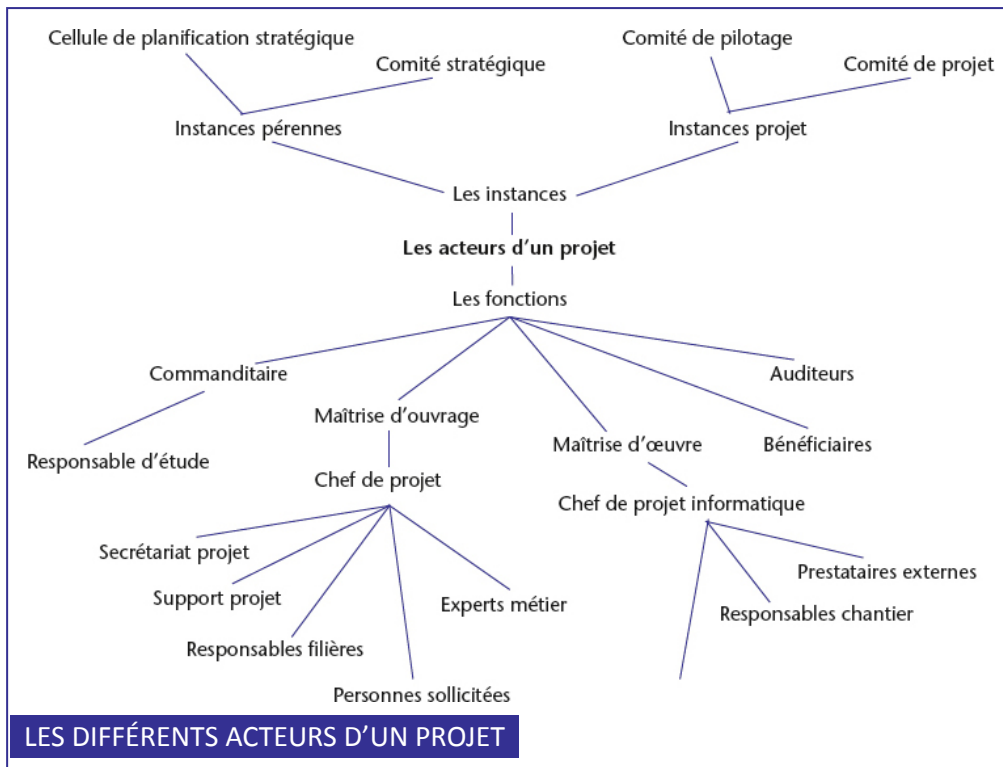 Cellule de planification stratégique
Comité de pilotage
Comité stratégique
Comité de projet
Instances pérennes
Instances projet
Les instances
Les acteurs d’un projet
Les fonctions
Commanditaire
Auditeurs
Maîtrise d’ouvrage
Maîtrise d’œuvre
Bénéficiaires
Responsable d’étude
Chef de projet
Chef de projet informatique
Secrétariat projet
Prestataires externes
Support projet
Experts métier
Responsables chantier
Responsables filières
Personnes sollicitées
LES DIFFÉRENTS ACTEURS D’UN PROJET